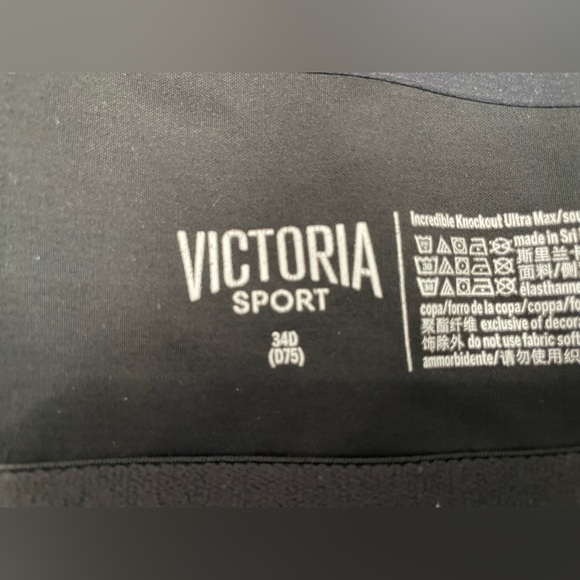 VICTORIA
SPORT
34D
(D75)
Incredible Knockout Ultra Max/
made in Sri
斯里兰
面料/
élasthanne
copa/forro de la copa/coppa/
聚酯纤维 exclusive of decor
饰除外 do not use fabric soft
ammorbidente/请勿使用织